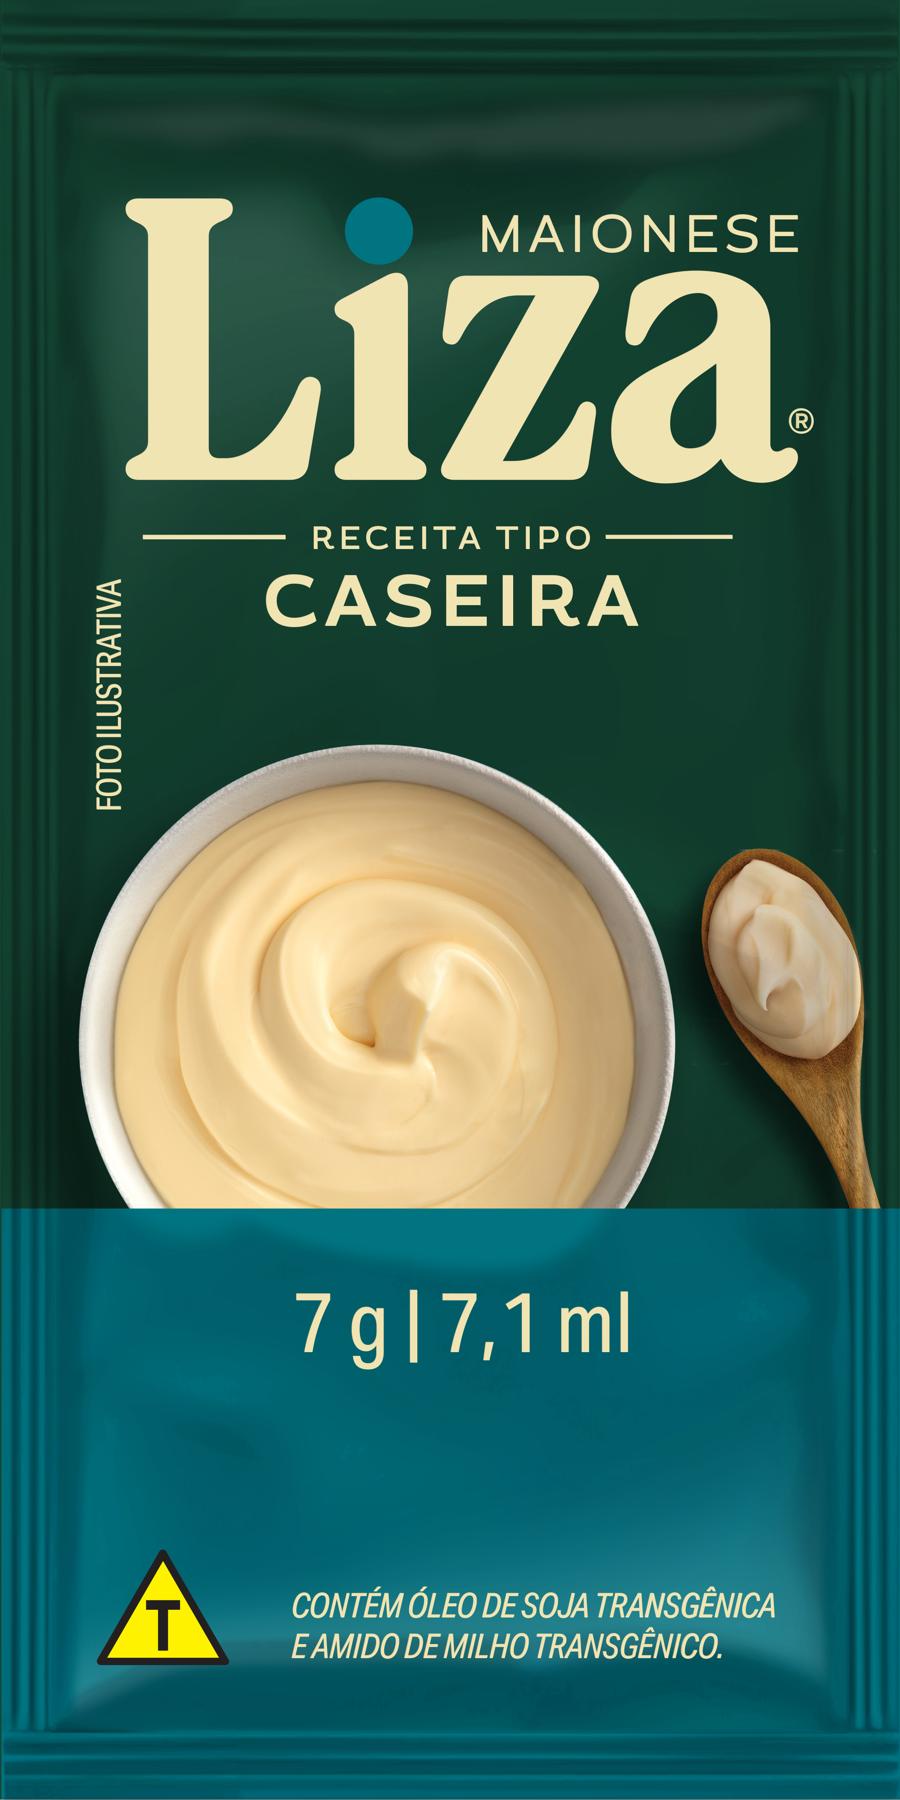 MAIONESE
Liza®
RECEITA TIPO
CASEIRA
FOTO ILUSTRATIVA
7 g | 7,1 ml
T
CONTÉM ÓLEO DE SOJA TRANSGÊNICA
E AMIDO DE MILHO TRANSGÊNICO.